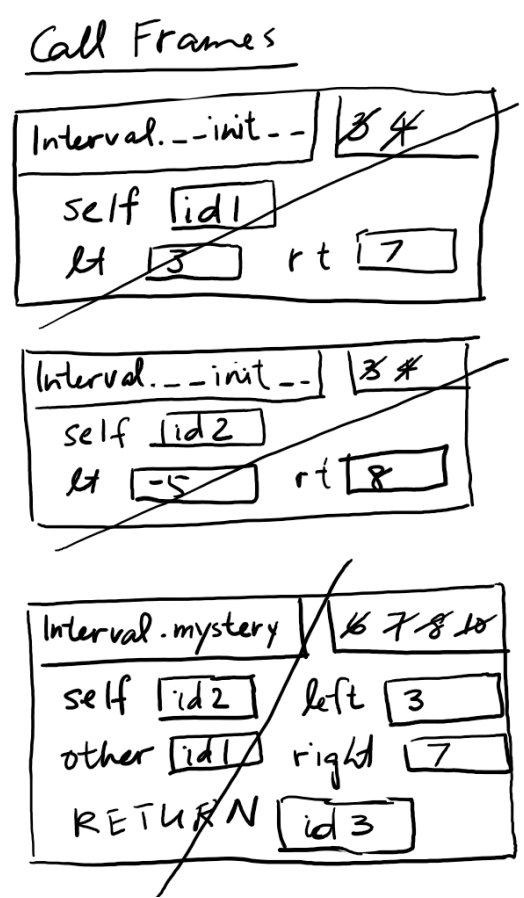 Call Frames
Interval.__init__ 3 4
self id1
lt 3 rt 7
Interval.__init__ 3 4
self id2
lt -5 rt 8
Interval.mystery 6 7 8 10
self id2 left 3
other id1 right 7
RETURN id3